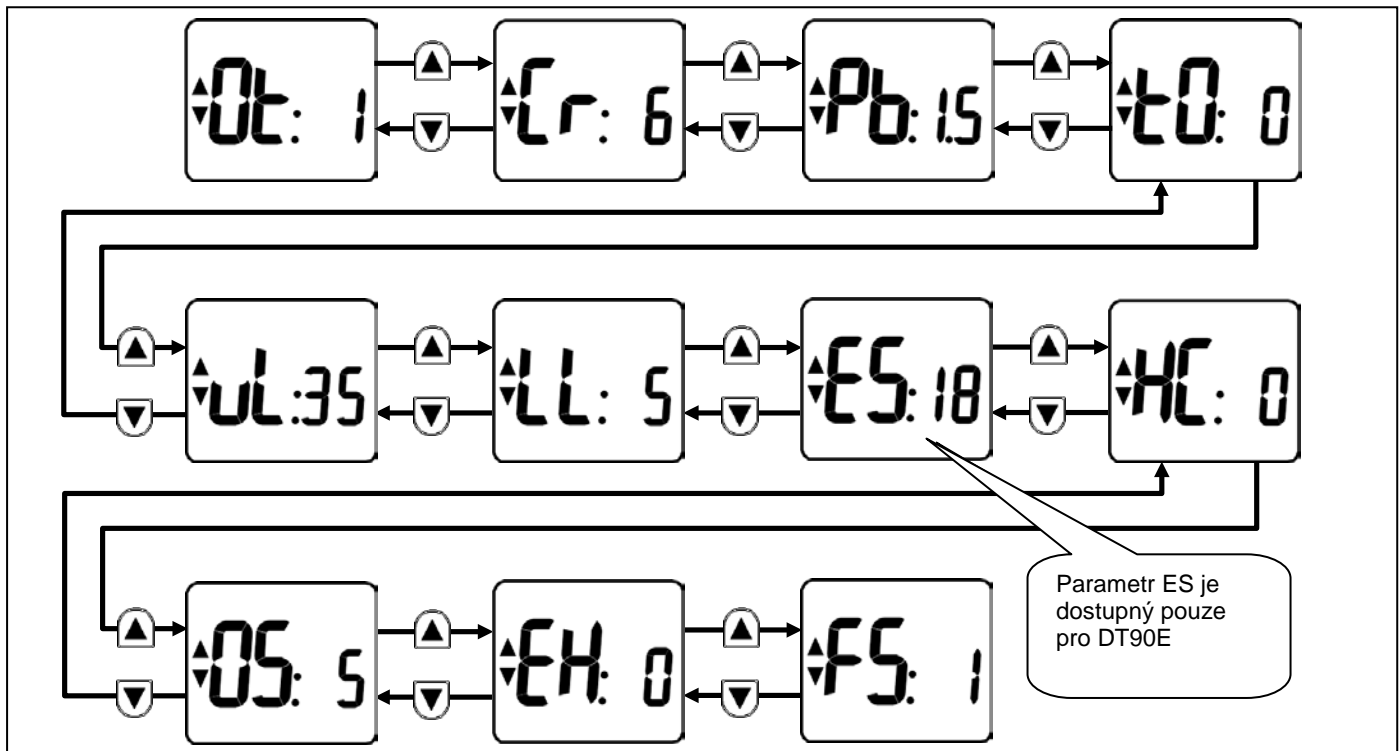 Ot: 1
Cr: 6
Pb:1.5
tO: 0
uL:35
LL: 5
ES:18
HC: 0
OS: 5
EH: 0
FS: 1
Parametr ES je
dostupný pouze
pro DT90E